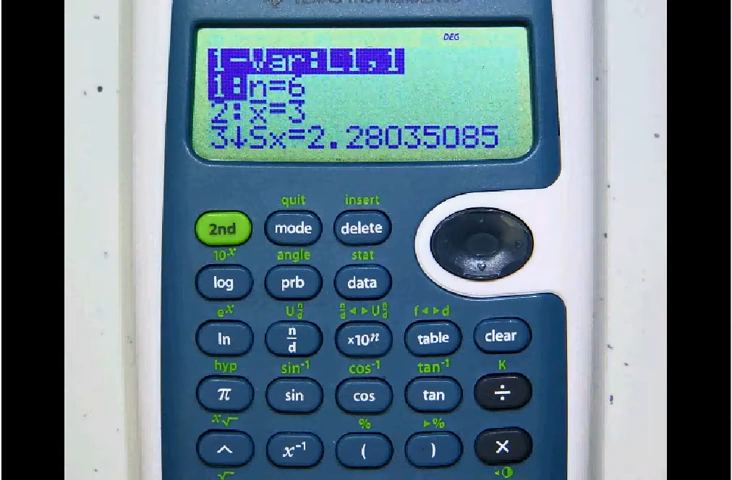 DEG
1-Var:L1,1
1:n=6
2:x̄=3
3↓Sx=2.28035085
quit insert
2nd mode delete
10ˣ angle stat
log prb data
eˣ U n/d n/d ◄► U n/d f◄►d
ln n/d ×10ⁿ table clear
hyp sin⁻¹ cos⁻¹ tan⁻¹ K
π sin cos tan ÷
ˣ√ % ►%
^ x⁻¹ ( ) ×
√